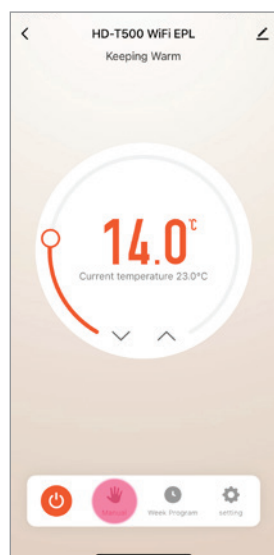 HD-T500 WiFi EPL
Keeping Warm
14.0°C
Current temperature 23.0°C
Manual
Week Program
setting